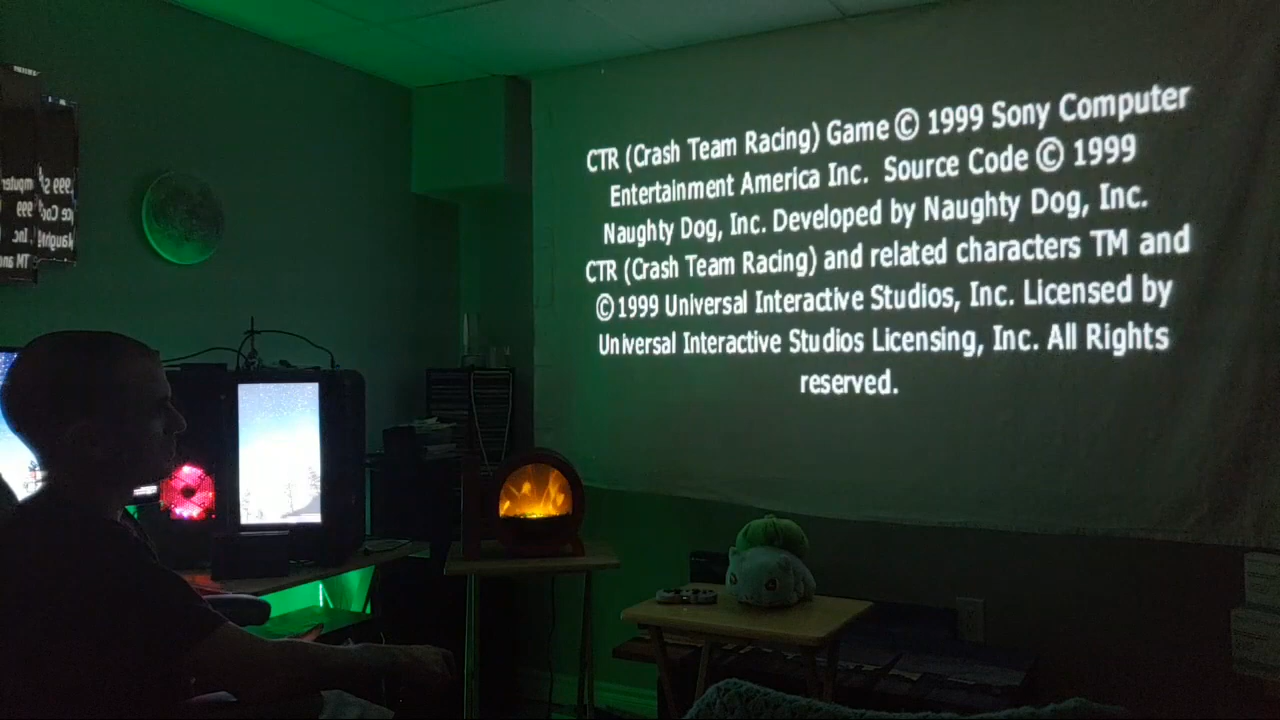 CTR (Crash Team Racing) Game © 1999 Sony Computer
Entertainment America Inc.  Source Code © 1999
Naughty Dog, Inc. Developed by Naughty Dog, Inc.
CTR (Crash Team Racing) and related characters TM and
©1999 Universal Interactive Studios, Inc. Licensed by
Universal Interactive Studios Licensing, Inc. All Rights
reserved.